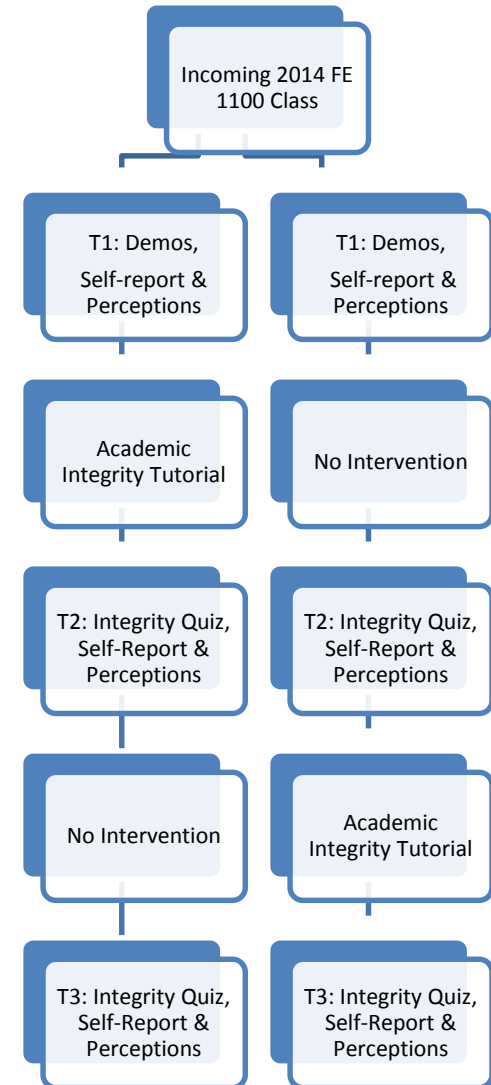 Incoming 2014 FE
1100 Class
T1: Demos,
Self-report &
Perceptions
T1: Demos,
Self-report &
Perceptions
Academic
Integrity Tutorial
No Intervention
T2: Integrity Quiz,
Self-Report &
Perceptions
T2: Integrity Quiz,
Self-Report &
Perceptions
No Intervention
Academic
Integrity Tutorial
T3: Integrity Quiz,
Self-Report &
Perceptions
T3: Integrity Quiz,
Self-Report &
Perceptions